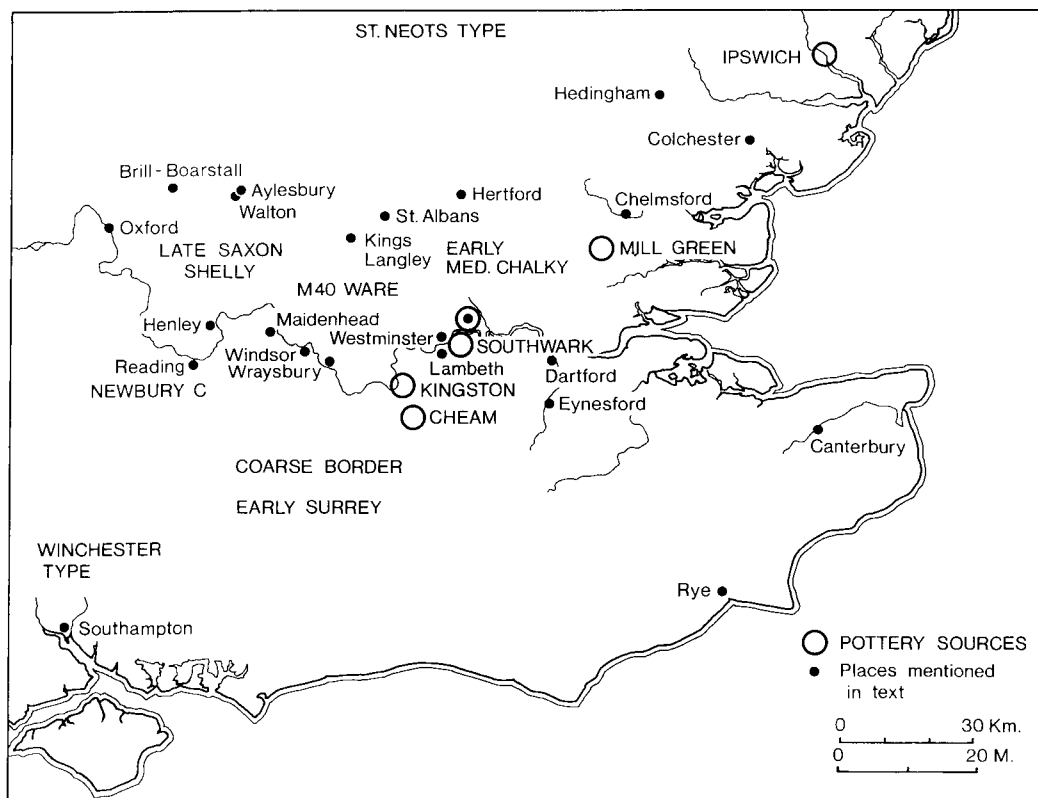 ST. NEOTS TYPE
IPSWICH
Hedingham
Colchester
Brill-Boarstall
Aylesbury
Walton
Hertford
Chelmsford
St. Albans
Oxford
Kings
Langley
LATE SAXON
SHELLY
EARLY
MED. CHALKY
MILL GREEN
M40 WARE
Henley
Maidenhead
Westminster
SOUTHWARK
Windsor
Wraysbury
Lambeth
Reading
Dartford
NEWBURY C
KINGSTON
Eynesford
CHEAM
Canterbury
COARSE BORDER
EARLY SURREY
WINCHESTER
TYPE
Rye
Southampton
POTTERY SOURCES
Places mentioned
in text
0 30 Km.
0 20 M.